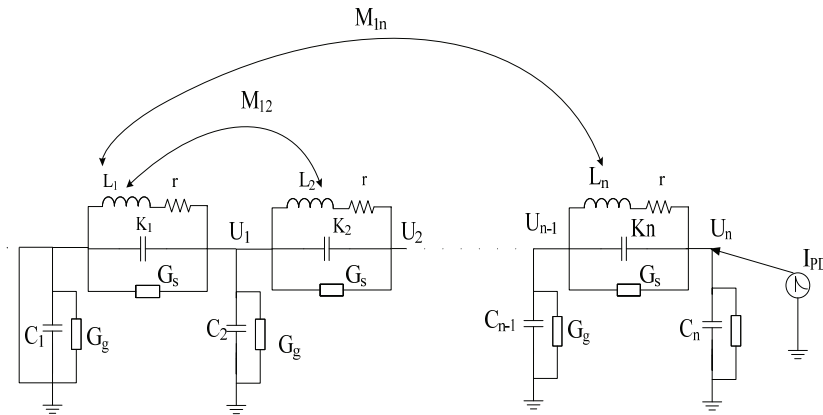 M1n
M12
L1
r
L2
r
Ln
r
K1
U1
K2
U2
Un-1
Kn
Un
IPD
Gs
Gs
Gs
C1
Gg
C2
Gg
Cn-1
Gg
Cn